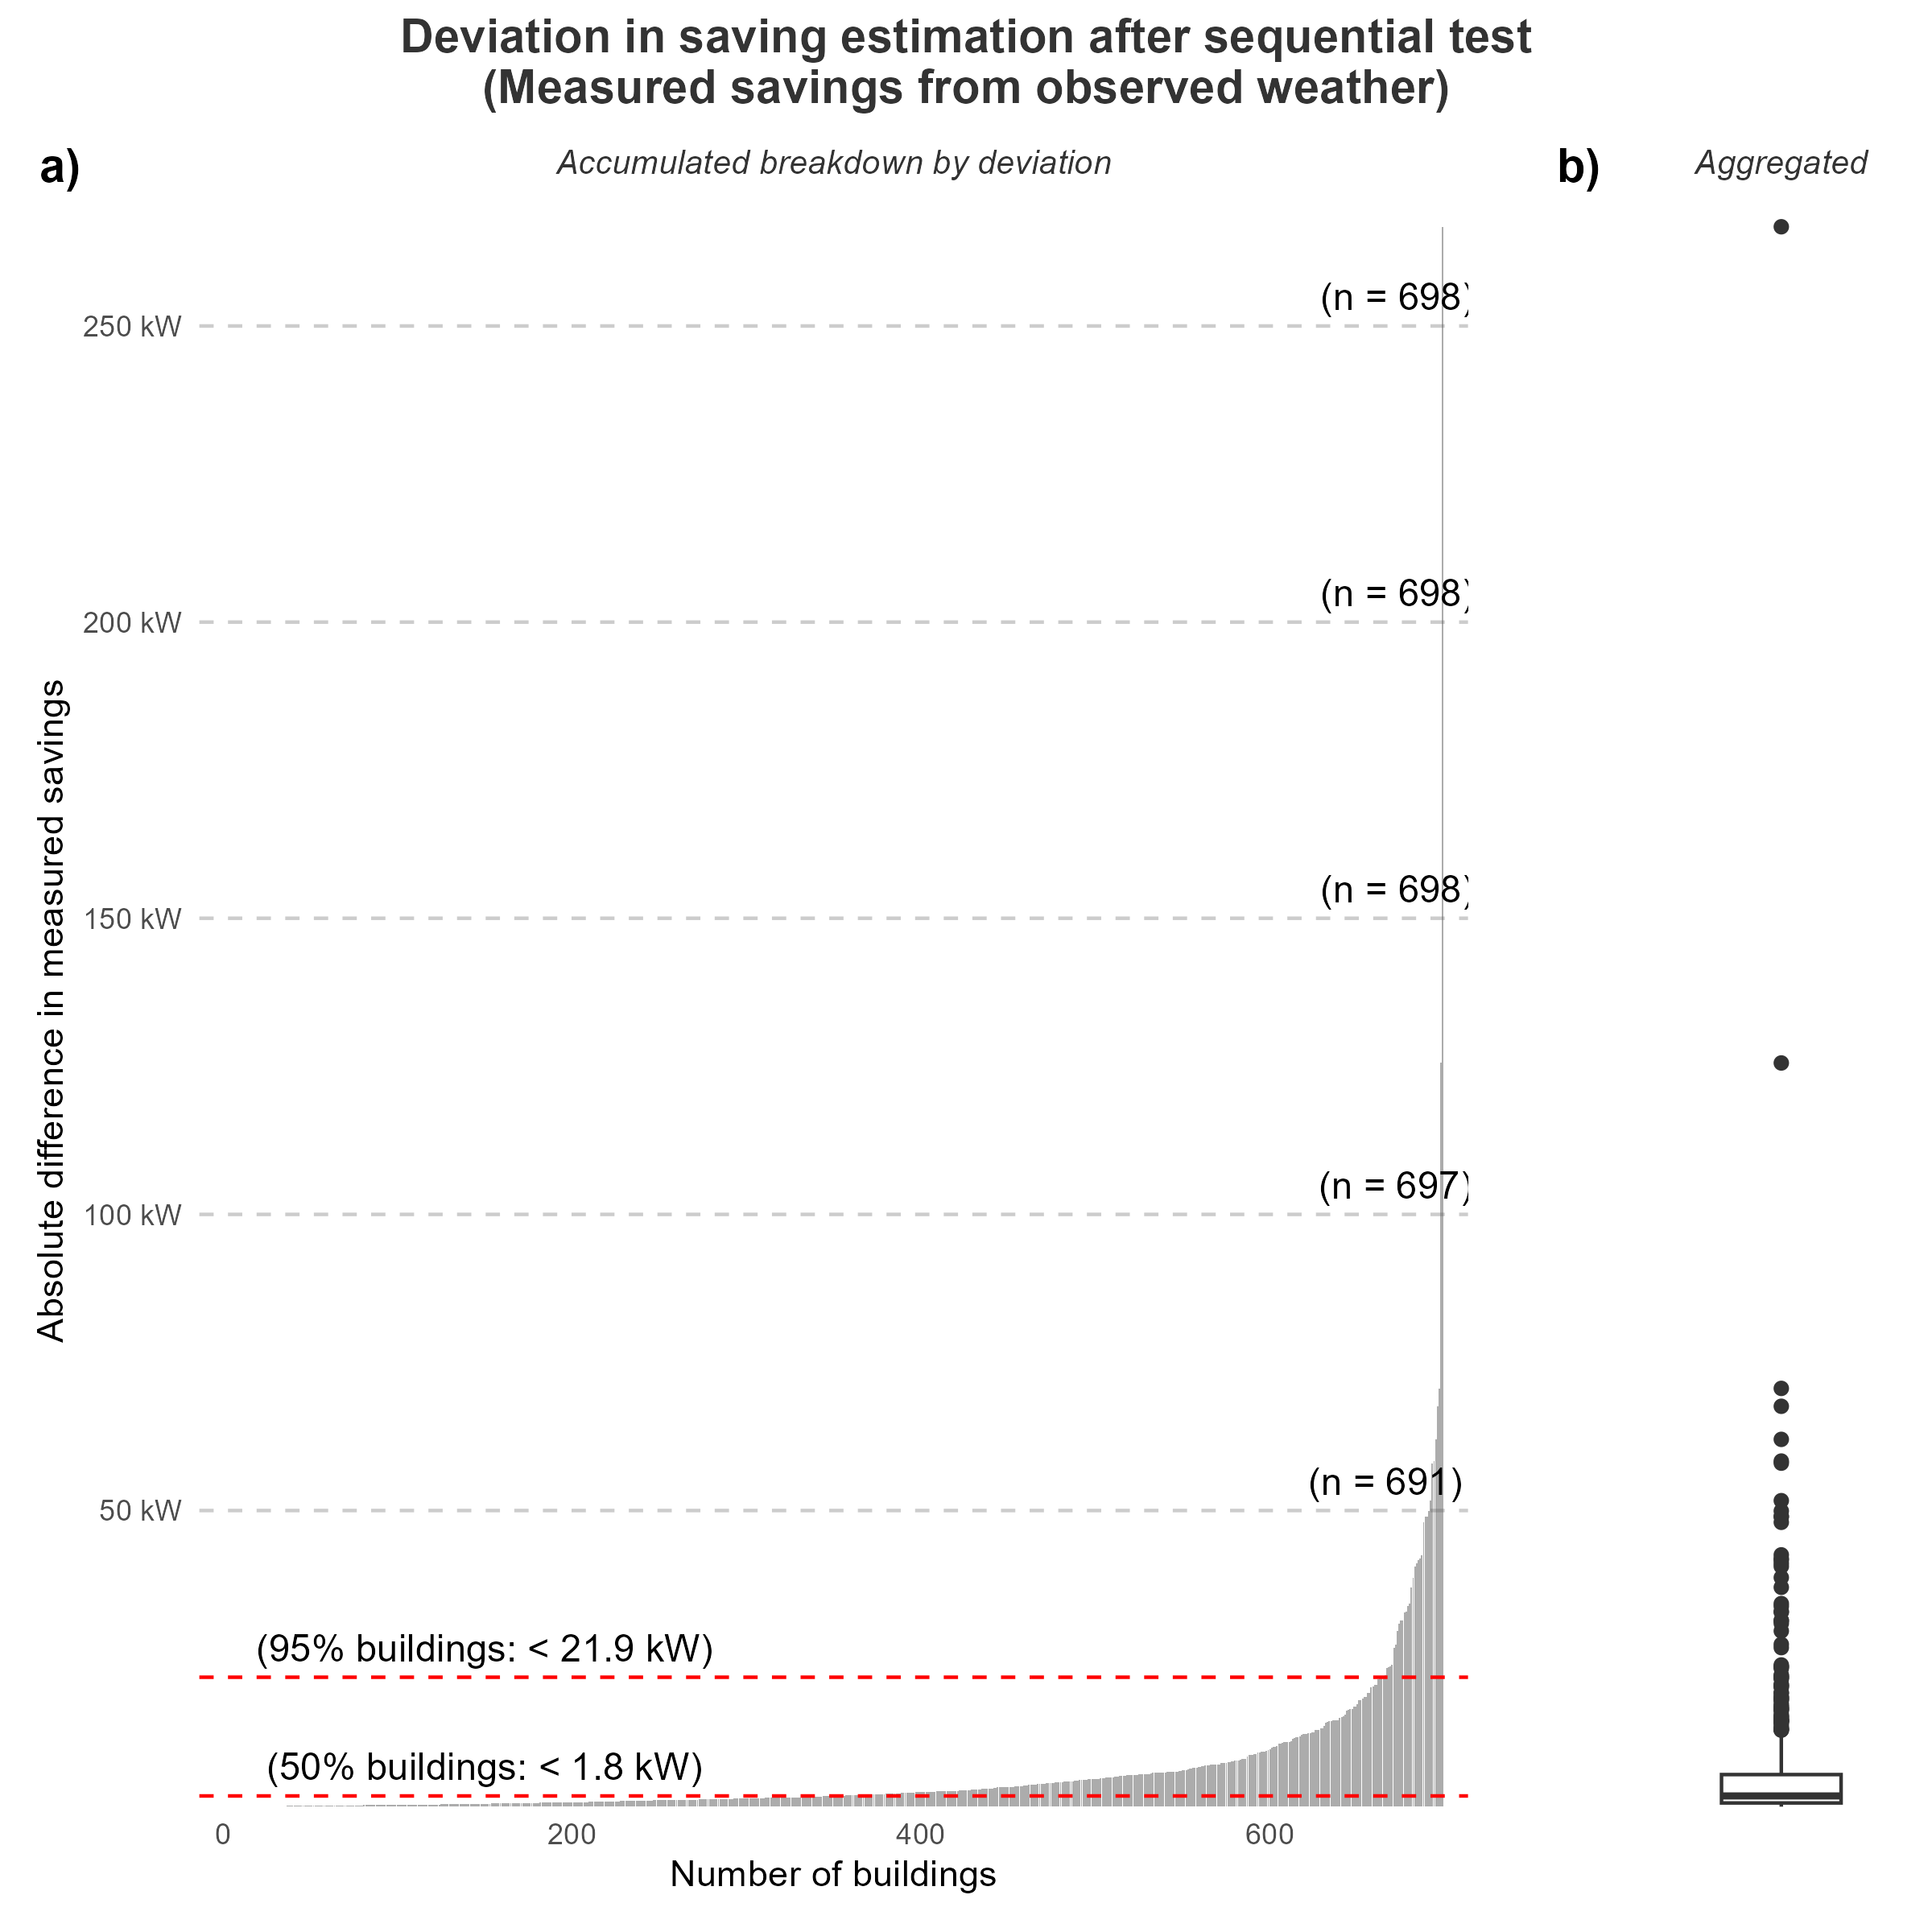 Deviation in saving estimation after sequential test
(Measured savings from observed weather)
a)
Accumulated breakdown by deviation
b)
Aggregated
Absolute difference in measured savings
250 kW
200 kW
150 kW
100 kW
50 kW
(n = 698)
(n = 698)
(n = 698)
(n = 697)
(n = 691)
(95% buildings: < 21.9 kW)
(50% buildings: < 1.8 kW)
0
200
400
600
Number of buildings